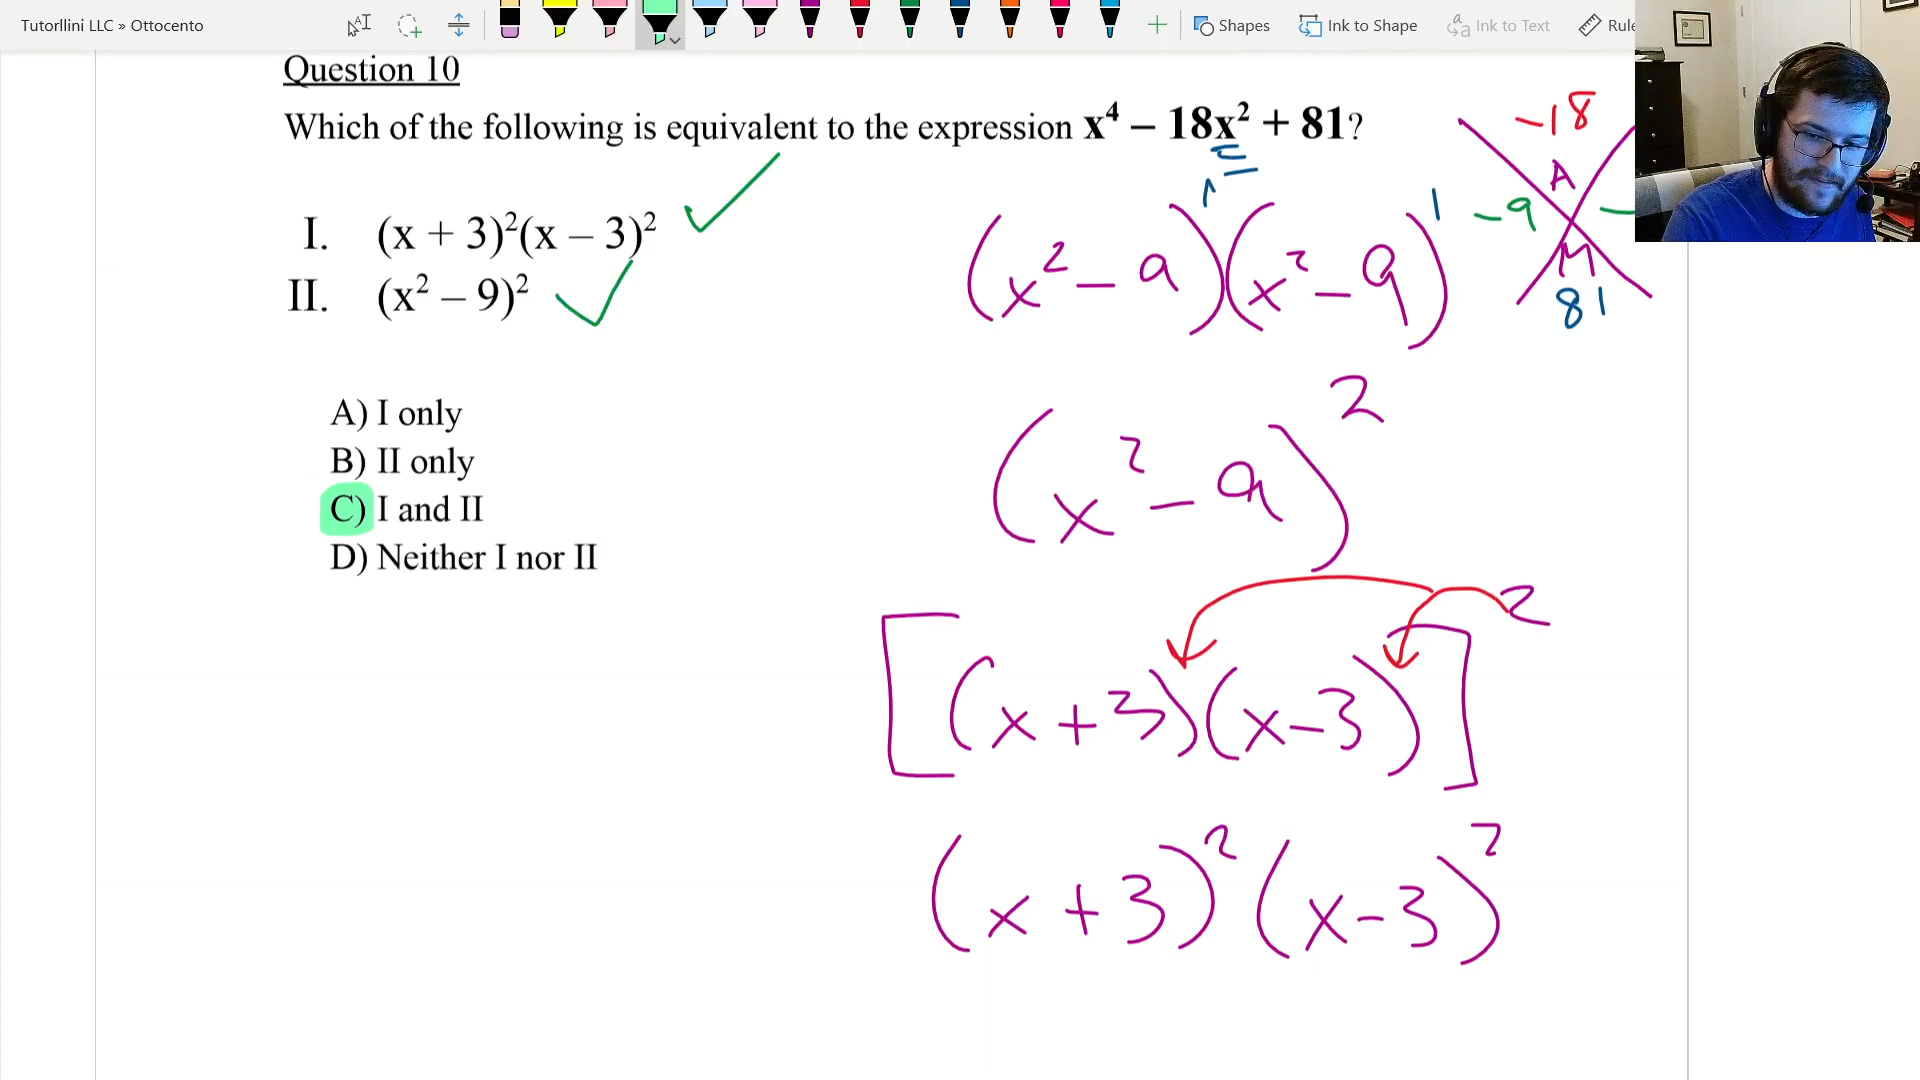 Tutorllini LLC » Ottocento
Shapes
Ink to Shape
Ink to Text
Rule
Question 10
Which of the following is equivalent to the expression x⁴ – 18x² + 81?
I. (x + 3)²(x – 3)²
II. (x² – 9)²
A) I only
B) II only
C) I and II
D) Neither I nor II
-18
A
-9 -
M
81
1 1
(x² - 9)(x² - 9)
(x² - 9)²
[(x + 3)(x - 3)]²
(x + 3)² (x - 3)²